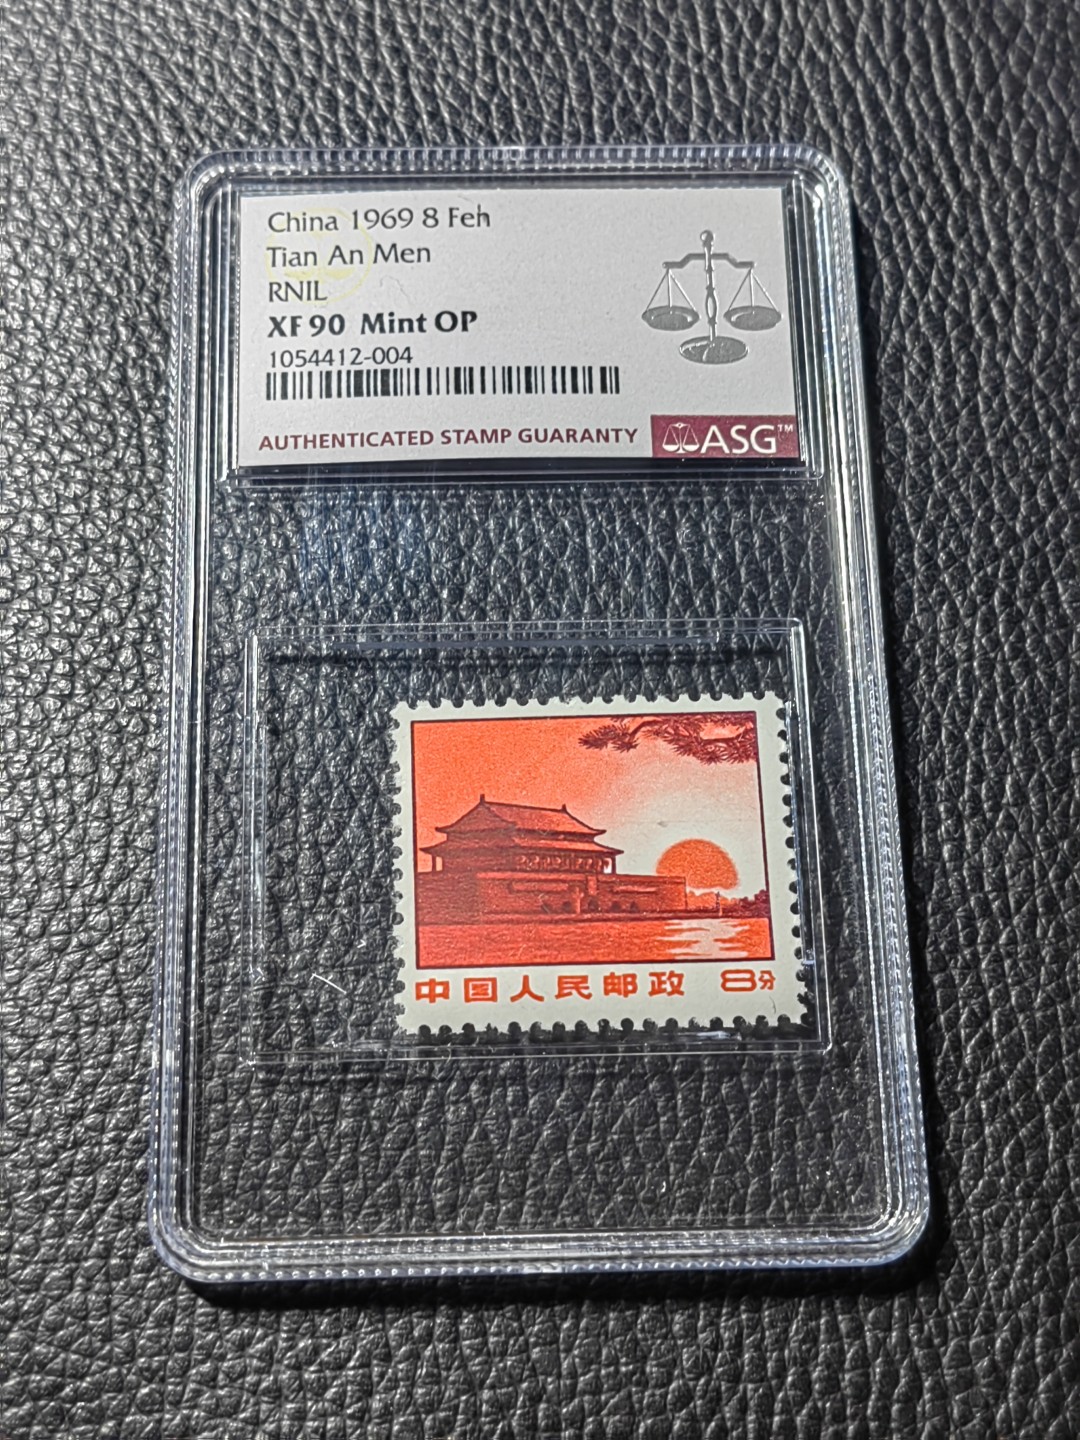 China 1969 8 Feh
Tian An Men
RNIL
XF 90 Mint OP
1054412-004
AUTHENTICATED STAMP GUARANTY ASG™
中国人民邮政 8分